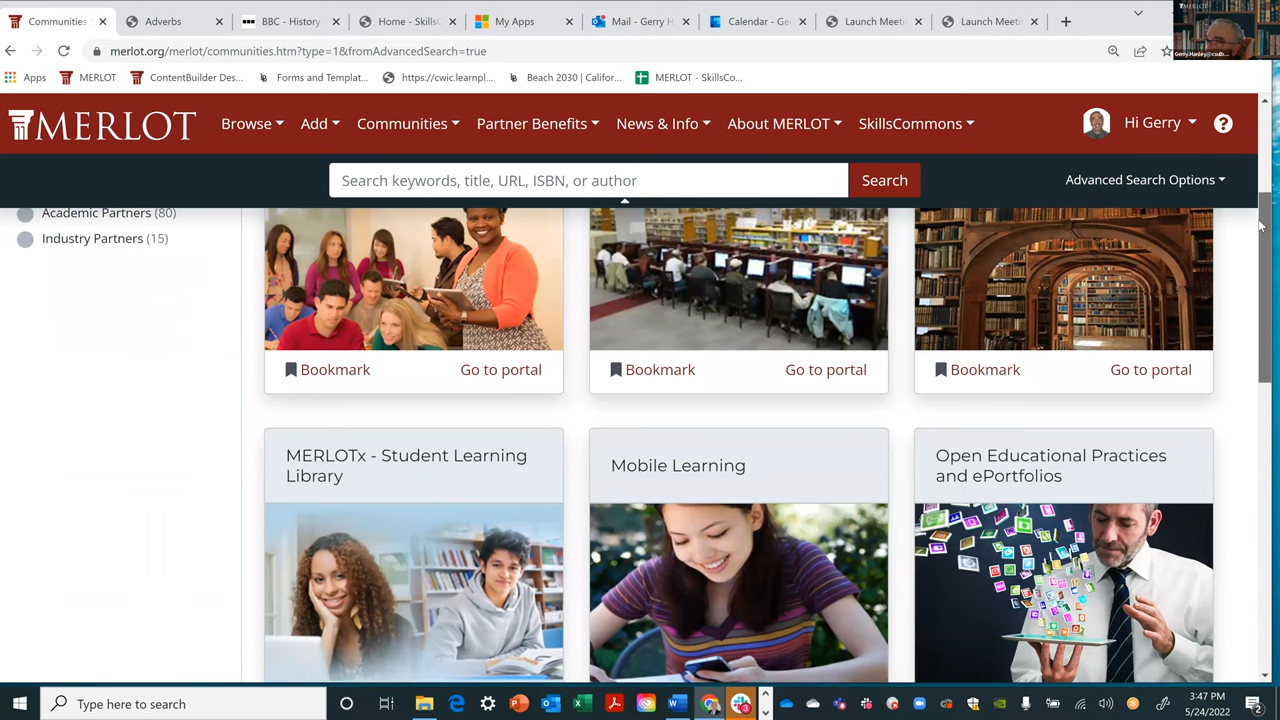 Communities
Adverbs
BBC - History
Home - Skills
My Apps
Mail - Gerry H
Calendar - Ge
Launch Meeti
Launch Meeti
MERLOT
merlot.org/merlot/communities.htm?type=1&fromAdvancedSearch=true
Apps
MERLOT
ContentBuilder Des...
Forms and Templat...
https://cwic.learnpl...
Beach 2030 | Califor...
MERLOT - SkillsCo...
MERLOT
Browse
Add
Communities
Partner Benefits
News & Info
About MERLOT
SkillsCommons
Hi Gerry
?
Search keywords, title, URL, ISBN, or author
Search
Advanced Search Options
Academic Partners (80)
Industry Partners (15)
Bookmark
Go to portal
Bookmark
Go to portal
Bookmark
Go to portal
MERLOTx - Student Learning
Library
Mobile Learning
Open Educational Practices
and ePortfolios
Type here to search
3:47 PM
5/24/2022